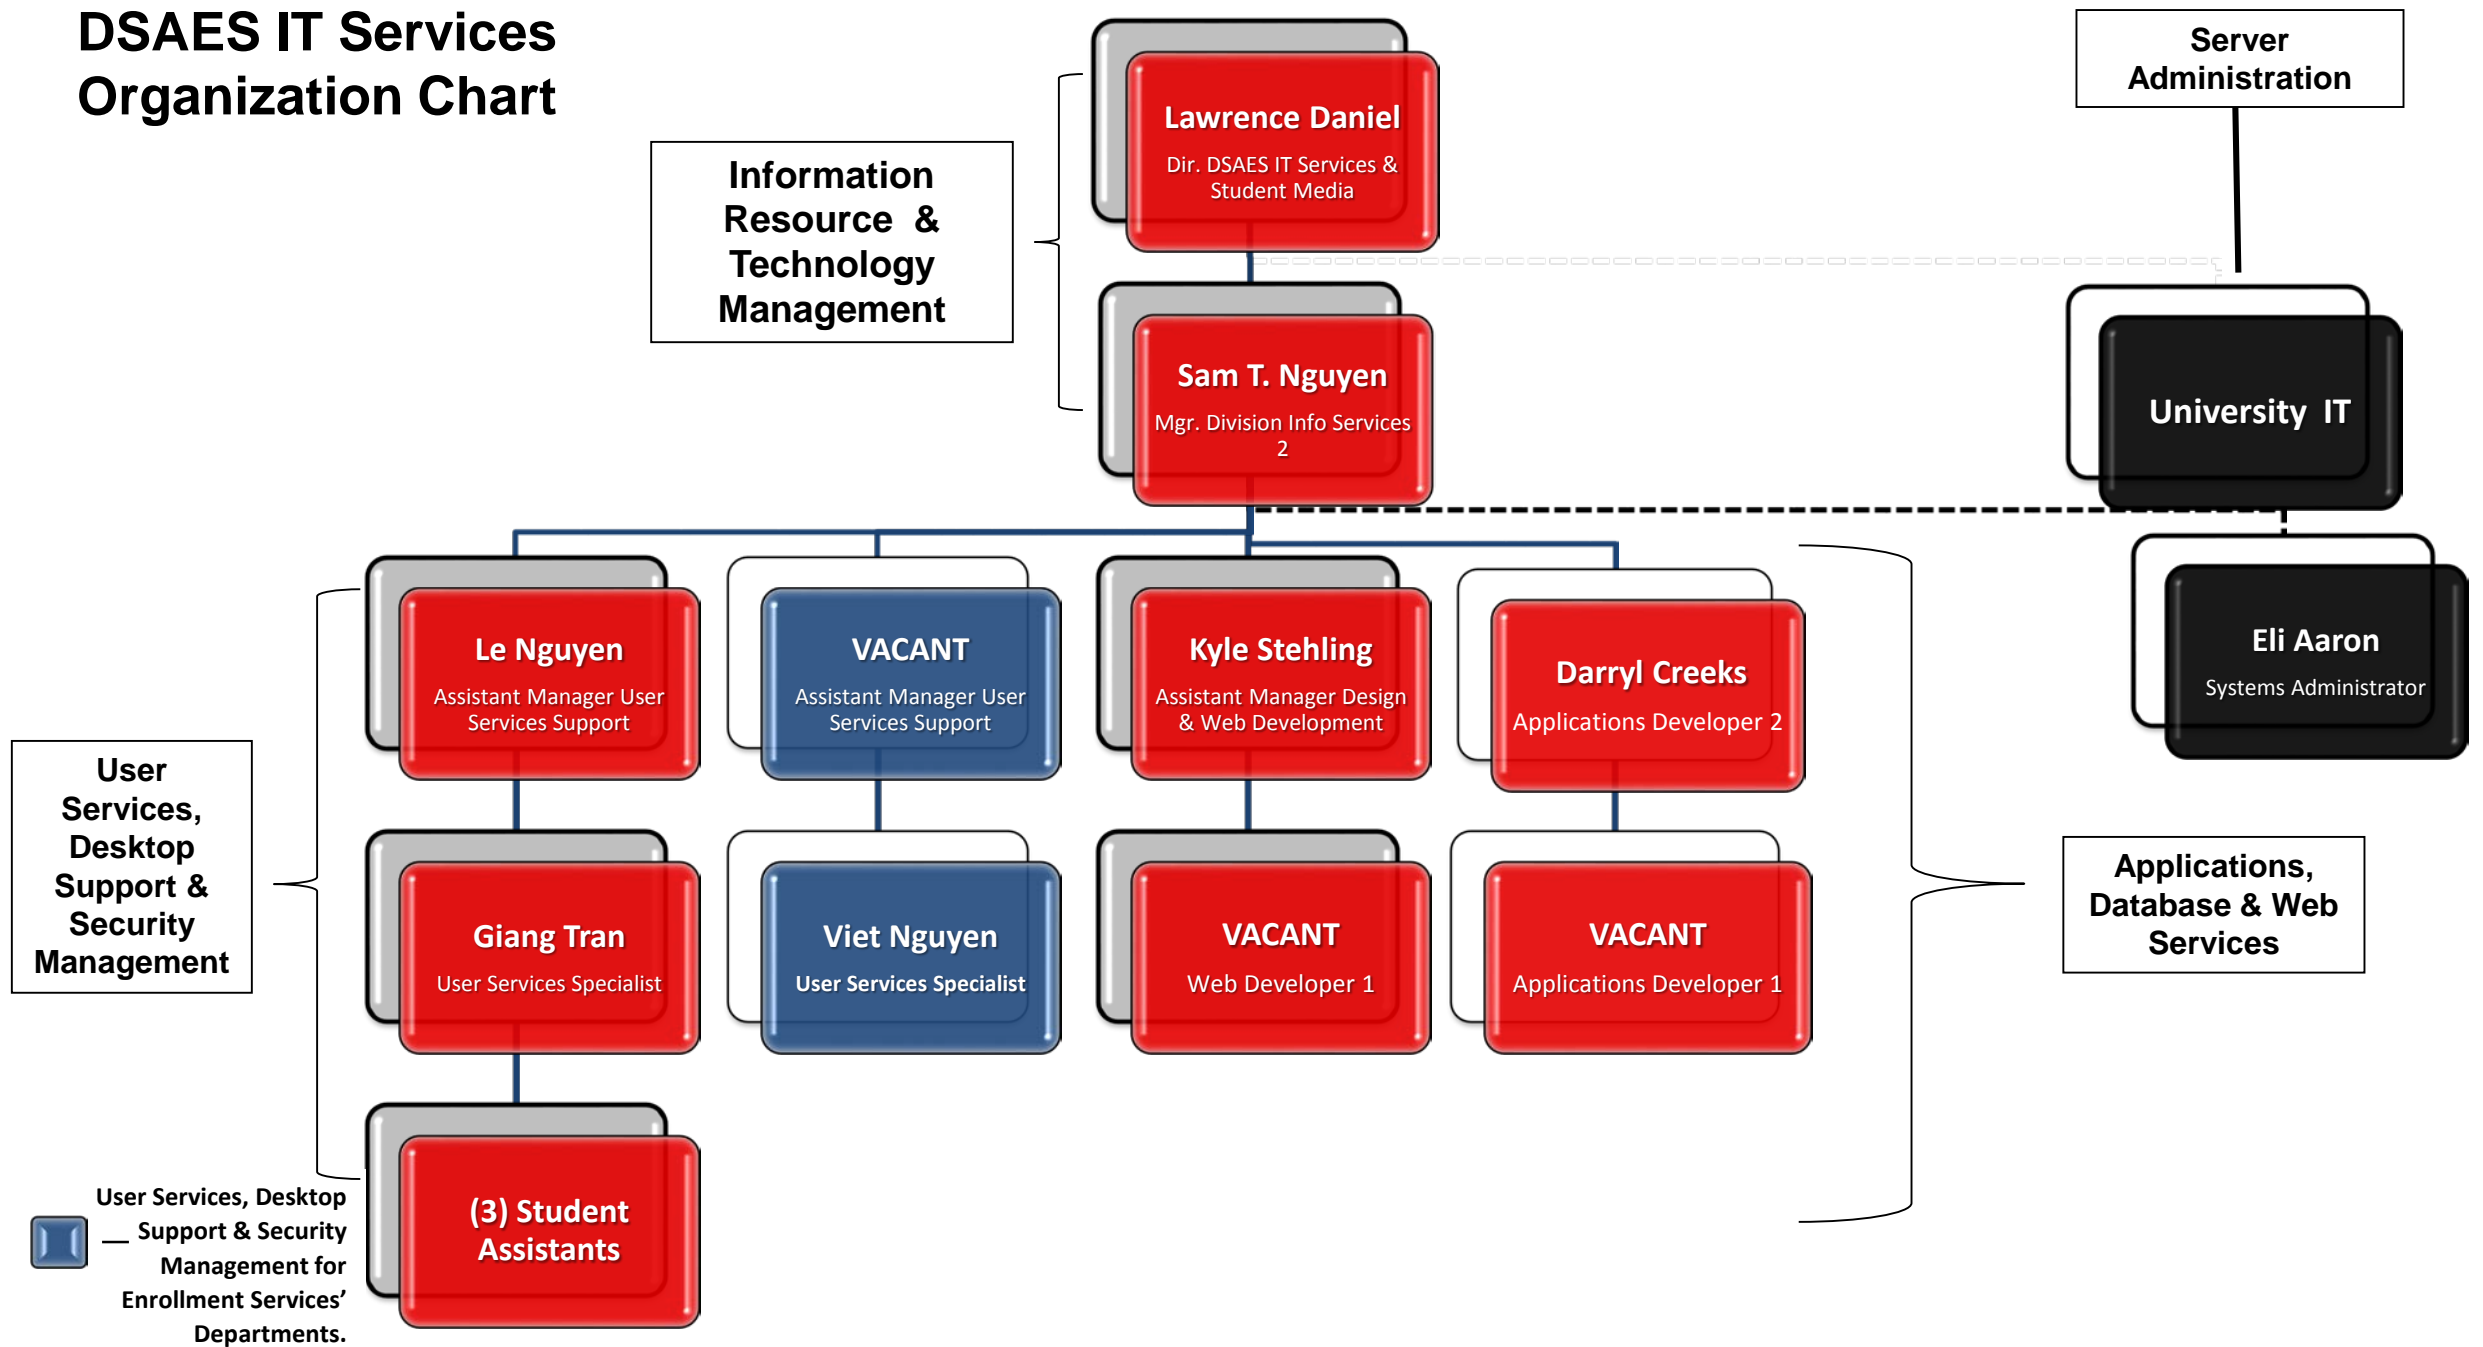 DSAES IT Services
Organization Chart
Server
Administration
Information
Resource & 
Technology
Management
Lawrence Daniel
Dir. DSAES IT Services &
Student Media
Sam T. Nguyen
Mgr. Division Info Services
2
University IT
Eli Aaron
Systems Administrator
Le Nguyen
Assistant Manager User
Services Support
VACANT
Assistant Manager User
Services Support
Kyle Stehling
Assistant Manager Design
& Web Development
Darryl Creeks
Applications Developer 2
User
Services,
Desktop
Support &
Security
Management
Giang Tran
User Services Specialist
Viet Nguyen
User Services Specialist
VACANT
Web Developer 1
VACANT
Applications Developer 1
Applications,
Database & Web
Services
(3) Student
Assistants
User Services, Desktop
Support & Security
Management for
Enrollment Services’
Departments.